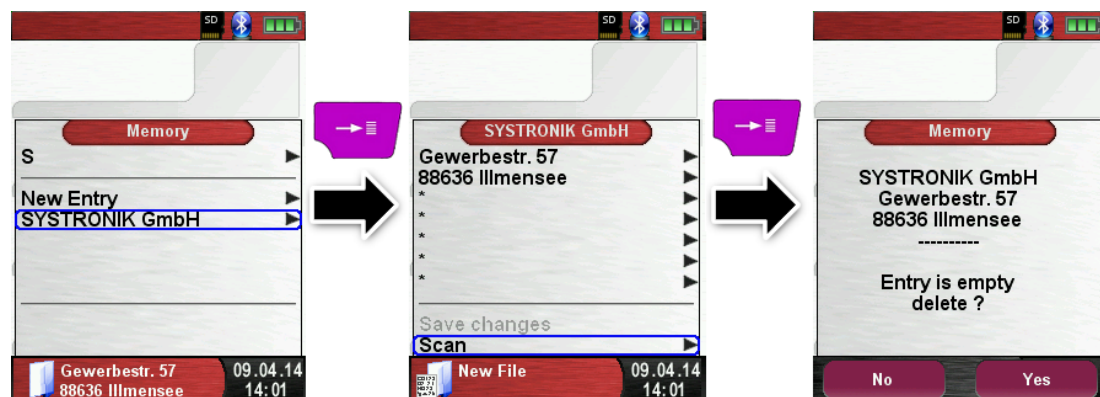 SD
Memory
S
New Entry
SYSTRONIK GmbH
Gewerbestr. 57
88636 Illmensee
09.04.14
14:01
SD
SYSTRONIK GmbH
Gewerbestr. 57
88636 Illmensee
*
*
*
*
*
Save changes
Scan
New File
09.04.14
14:01
SD
Memory
SYSTRONIK GmbH
Gewerbestr. 57
88636 Illmensee
----------
Entry is empty
delete ?
No
Yes